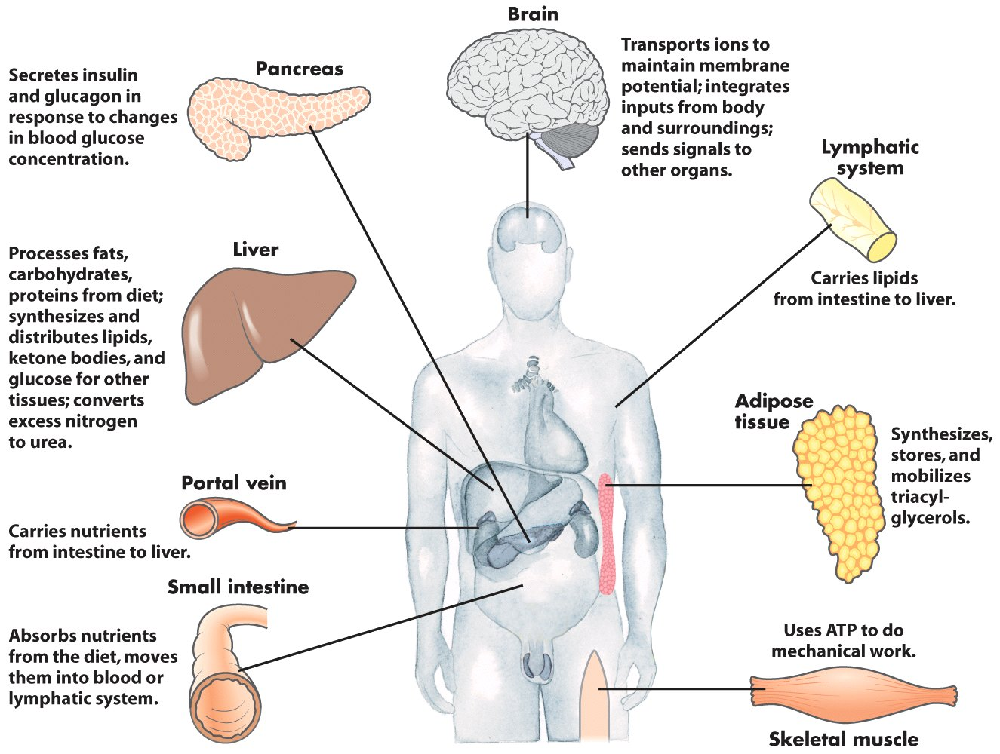 Brain
Transports ions to
maintain membrane
potential; integrates
inputs from body
and surroundings;
sends signals to
other organs.
Pancreas
Secretes insulin
and glucagon in
response to changes
in blood glucose
concentration.
Lymphatic
system
Carries lipids
from intestine to liver.
Liver
Processes fats,
carbohydrates,
proteins from diet;
synthesizes and
distributes lipids,
ketone bodies, and
glucose for other
tissues; converts
excess nitrogen
to urea.
Adipose
tissue
Synthesizes,
stores, and
mobilizes
triacyl-
glycerols.
Portal vein
Carries nutrients
from intestine to liver.
Small intestine
Absorbs nutrients
from the diet, moves
them into blood or
lymphatic system.
Uses ATP to do
mechanical work.
Skeletal muscle